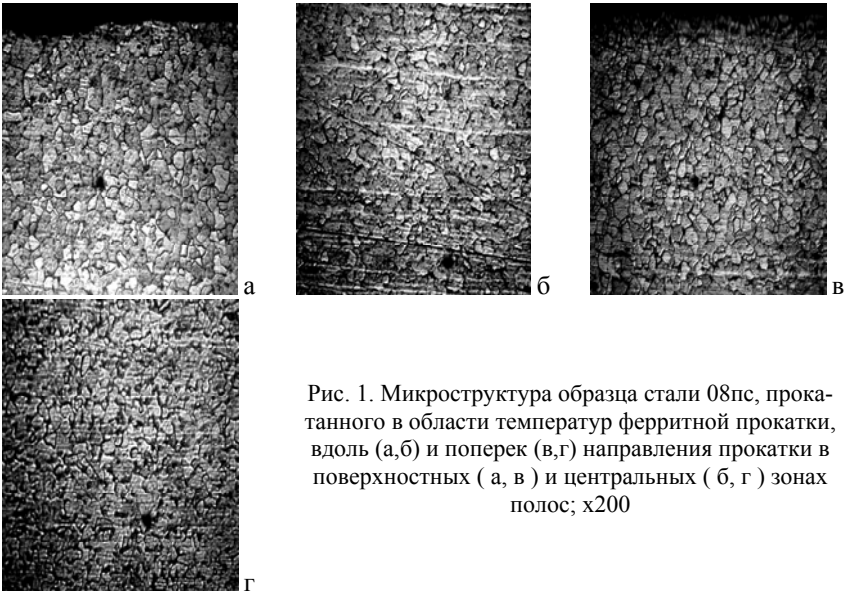 а
б
в
г
Рис. 1. Микроструктура образца стали 08пс, прока-
танного в области температур ферритной прокатки,
вдоль (а,б) и поперек (в,г) направления прокатки в
поверхностных ( а, в ) и центральных ( б, г ) зонах
полос; х200